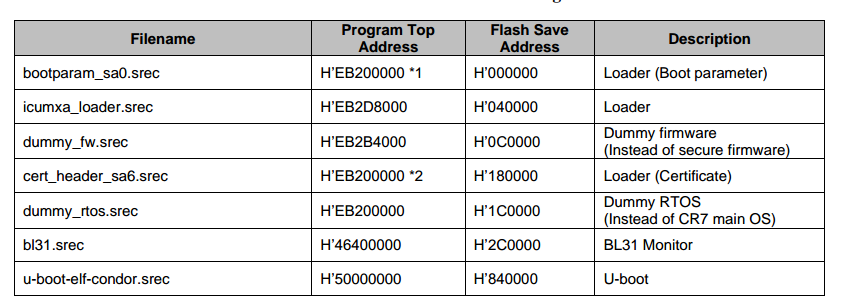 Filename
Program Top
Address
Flash Save
Address
Description
bootparam_sa0.srec H'EB200000 *1 H'000000 Loader (Boot parameter)
icumxa_loader.srec H'EB2D8000 H'040000 Loader
dummy_fw.srec H'EB2B4000 H'0C0000 Dummy firmware
(Instead of secure firmware)
cert_header_sa6.srec H'EB200000 *2 H'180000 Loader (Certificate)
dummy_rtos.srec H'EB200000 H'1C0000 Dummy RTOS
(Instead of CR7 main OS)
bl31.srec H'46400000 H'2C0000 BL31 Monitor
u-boot-elf-condor.srec H'50000000 H'840000 U-boot